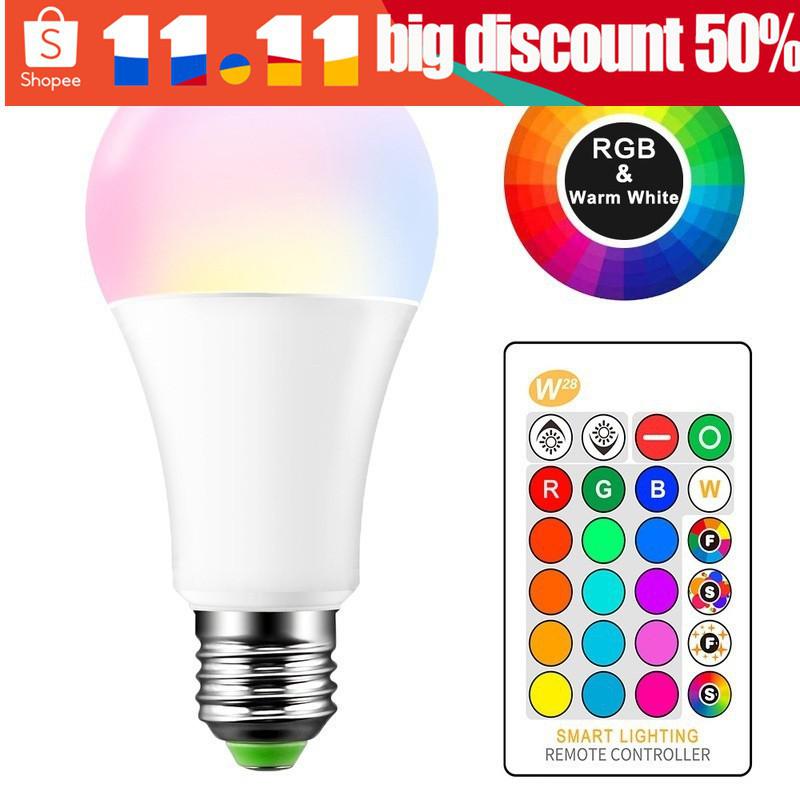 S
Shopee
11.11
big discount 50%
RGB
&
Warm White
W28
R G B W
F
S
F
S
SMART LIGHTING
REMOTE CONTROLLER